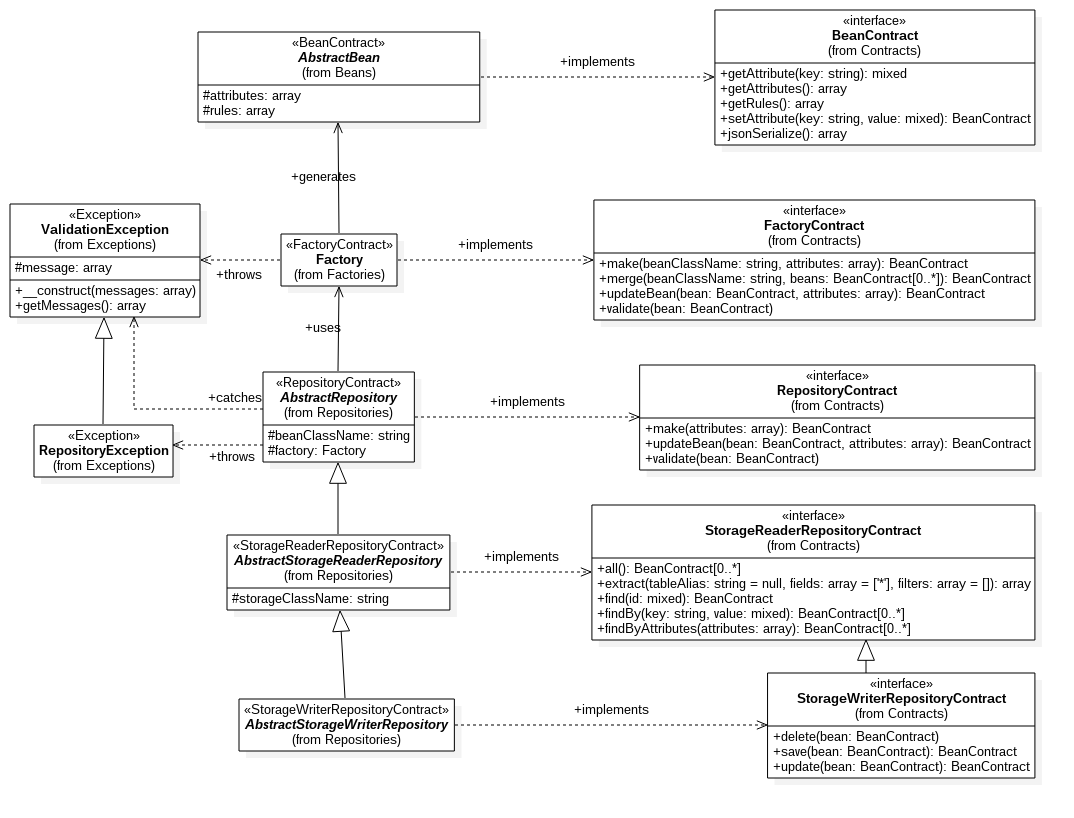 «BeanContract»
AbstractBean
(from Beans)
#attributes: array
#rules: array
+implements
«interface»
BeanContract
(from Contracts)
+getAttribute(key: string): mixed
+getAttributes(): array
+getRules(): array
+setAttribute(key: string, value: mixed): BeanContract
+jsonSerialize(): array
+generates
«Exception»
ValidationException
(from Exceptions)
#message: array
+__construct(messages: array)
+getMessages(): array
+throws
«FactoryContract»
Factory
(from Factories)
+implements
«interface»
FactoryContract
(from Contracts)
+make(beanClassName: string, attributes: array): BeanContract
+merge(beanClassName: string, beans: BeanContract[0..*]): BeanContract
+updateBean(bean: BeanContract, attributes: array): BeanContract
+validate(bean: BeanContract)
+uses
+catches
«RepositoryContract»
AbstractRepository
(from Repositories)
#beanClassName: string
#factory: Factory
+implements
«interface»
RepositoryContract
(from Contracts)
+make(attributes: array): BeanContract
+updateBean(bean: BeanContract, attributes: array): BeanContract
+validate(bean: BeanContract)
«Exception»
RepositoryException
(from Exceptions)
+throws
«StorageReaderRepositoryContract»
AbstractStorageReaderRepository
(from Repositories)
#storageClassName: string
+implements
«interface»
StorageReaderRepositoryContract
(from Contracts)
+all(): BeanContract[0..*]
+extract(tableAlias: string = null, fields: array = ['*'], filters: array = []): array
+find(id: mixed): BeanContract
+findBy(key: string, value: mixed): BeanContract[0..*]
+findByAttributes(attributes: array): BeanContract[0..*]
«StorageWriterRepositoryContract»
AbstractStorageWriterRepository
(from Repositories)
+implements
«interface»
StorageWriterRepositoryContract
(from Contracts)
+delete(bean: BeanContract)
+save(bean: BeanContract): BeanContract
+update(bean: BeanContract): BeanContract